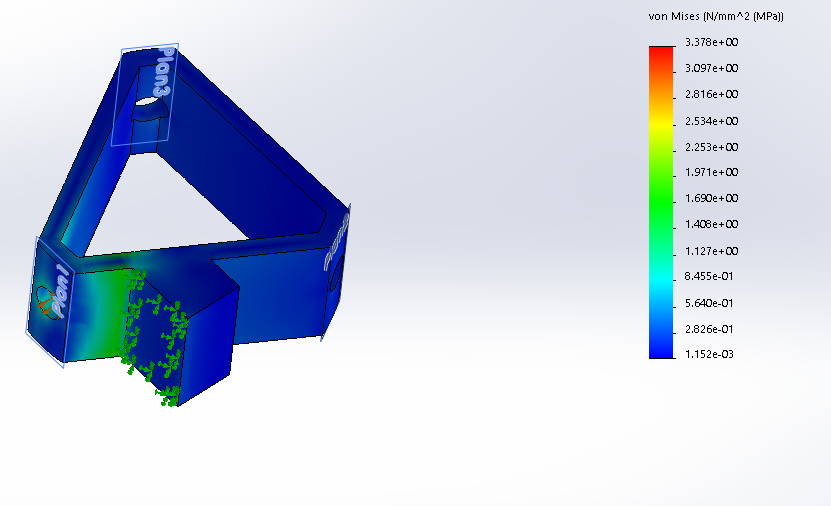 von Mises (N/mm^2 (MPa))
3.378e+00
3.097e+00
2.816e+00
2.534e+00
2.253e+00
1.971e+00
1.690e+00
1.408e+00
1.127e+00
8.455e-01
5.640e-01
2.826e-01
1.152e-03
Plan3
Plan1